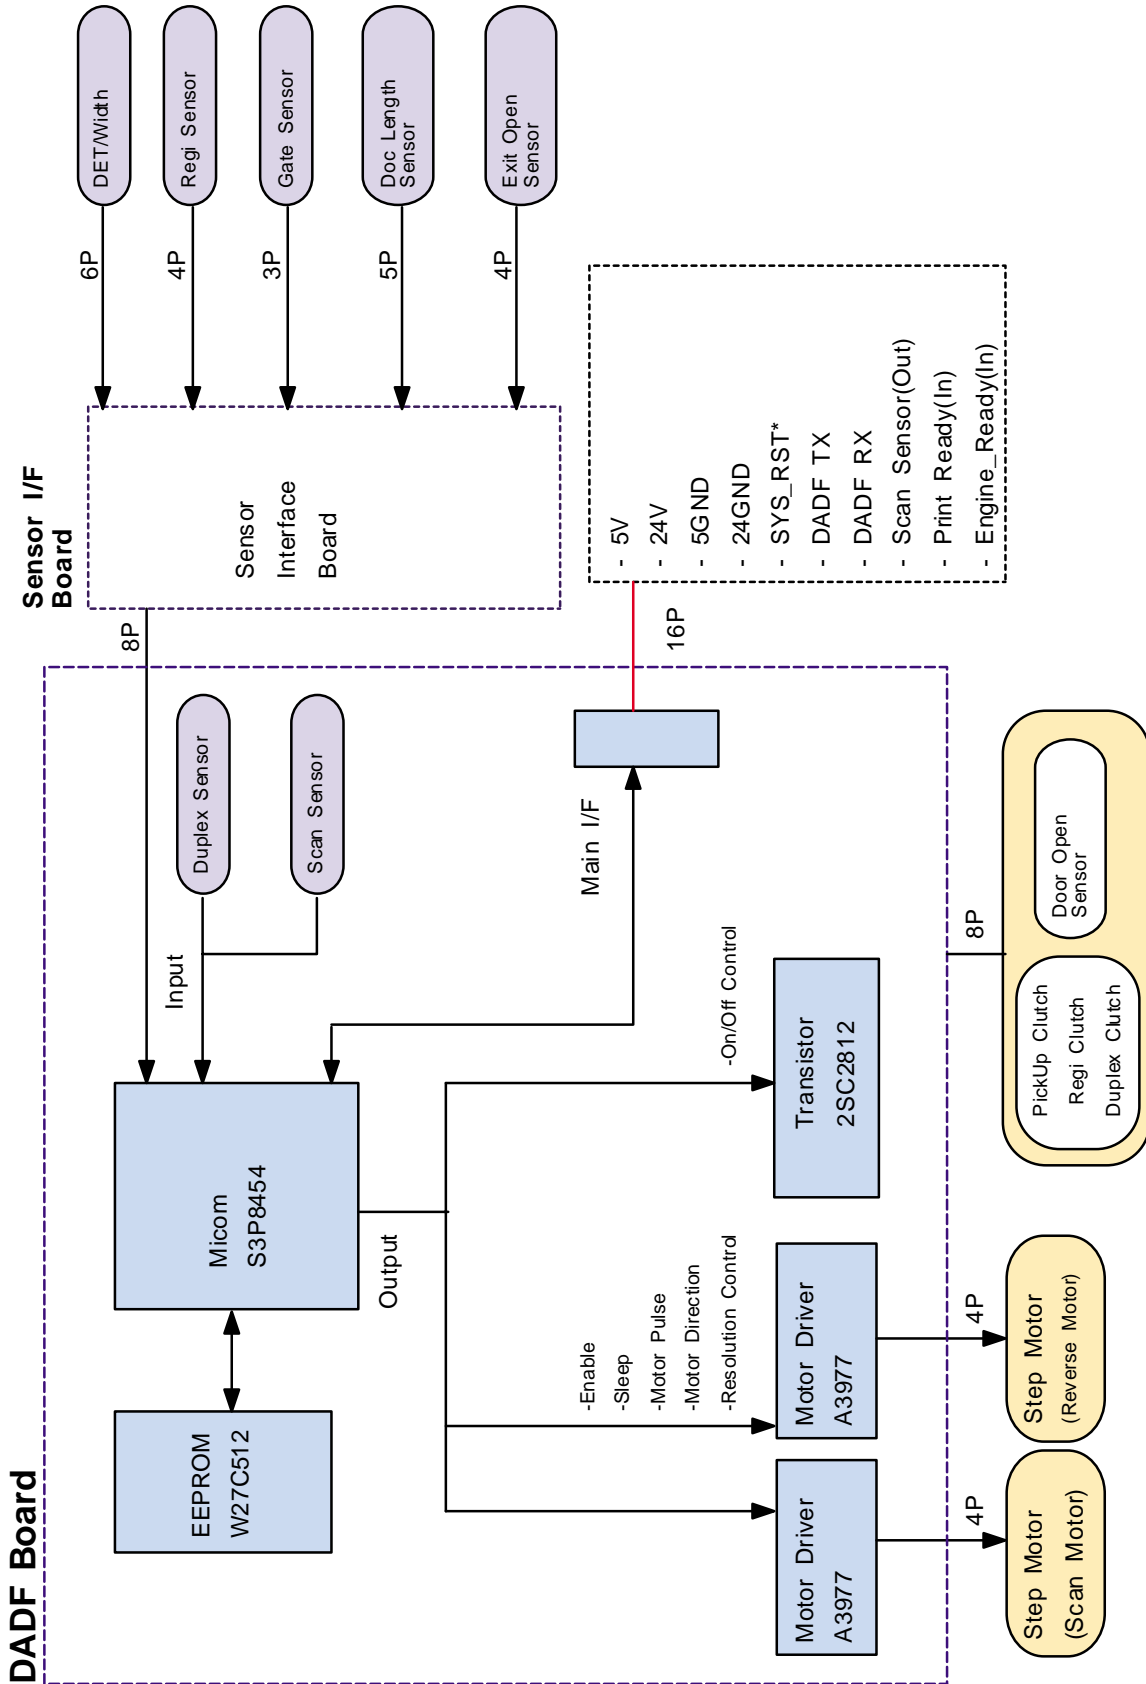 DADF Board
EEPROM
W27C512
Micom
S3P8454
Input
Duplex Sensor
Scan Sensor
8P
Sensor I/F
Board
Sensor
Interface
Board
6P
DET/Width
4P
Regi Sensor
3P
Gate Sensor
5P
Doc Length
Sensor
4P
Exit Open
Sensor
Output
Main I/F
16P
- 5V
- 24V
- 5GND
- 24GND
- SYS_RST*
- DADF TX
- DADF RX
- Scan Sensor(Out)
- Print Ready(In)
- Engine_Ready(In)
-Enable
-Sleep
-Motor Pulse
-Motor Direction
-Resolution Control
-On/Off Control
Motor Driver
A3977
Motor Driver
A3977
Transistor
2SC2812
4P
4P
8P
Step Motor
(Scan Motor)
Step Motor
(Reverse Motor)
PickUp Clutch
Regi Clutch
Duplex Clutch
Door Open
Sensor